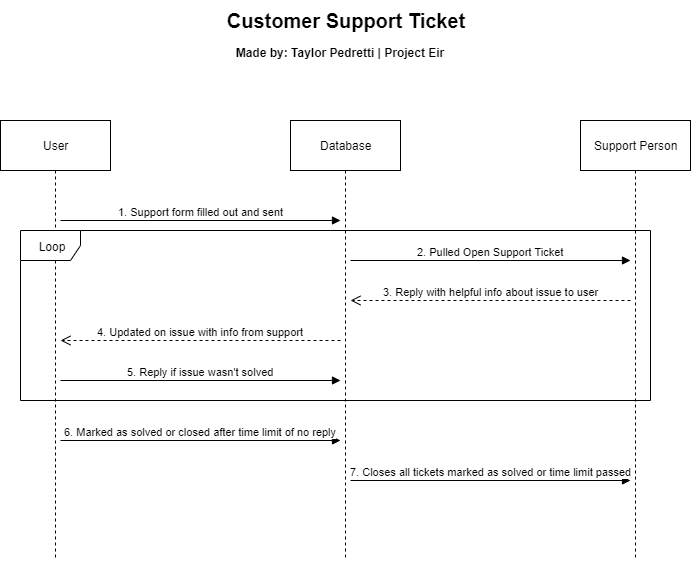 Customer Support Ticket
Made by: Taylor Pedretti | Project Eir
User
Database
Support Person
1. Support form filled out and sent
Loop
2. Pulled Open Support Ticket
3. Reply with helpful info about issue to user
4. Updated on issue with info from support
5. Reply if issue wasn't solved
6. Marked as solved or closed after time limit of no reply
7. Closes all tickets marked as solved or time limit passed